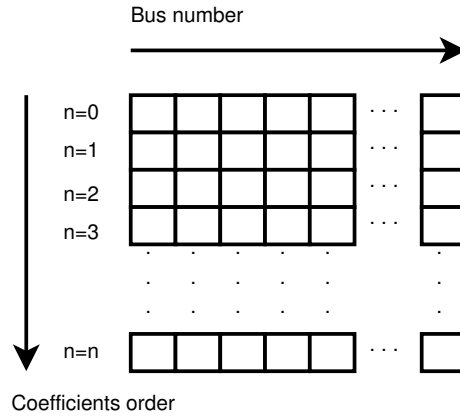 Bus number
n=0 ...
n=1 ...
n=2 ...
n=3 ...
. . . . . .
. . . . . .
. . . . . .
n=n ...
Coefficients order